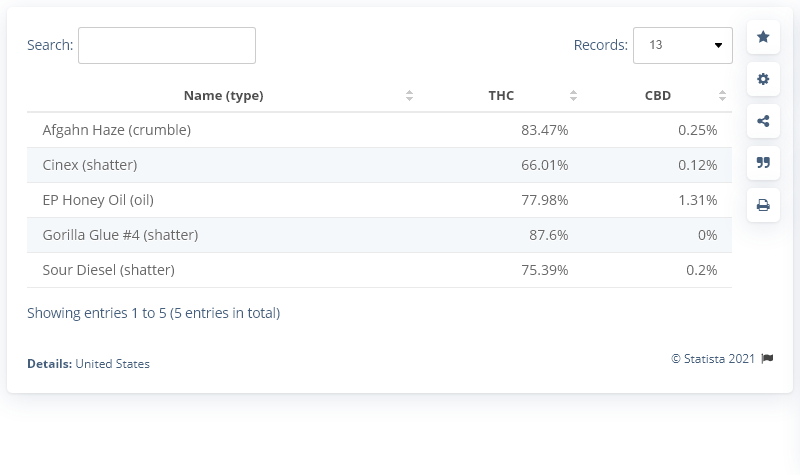 Search:
Records: 13
Name (type) THC CBD
Afgahn Haze (crumble) 83.47% 0.25%
Cinex (shatter) 66.01% 0.12%
EP Honey Oil (oil) 77.98% 1.31%
Gorilla Glue #4 (shatter) 87.6% 0%
Sour Diesel (shatter) 75.39% 0.2%
Showing entries 1 to 5 (5 entries in total)
Details: United States
© Statista 2021